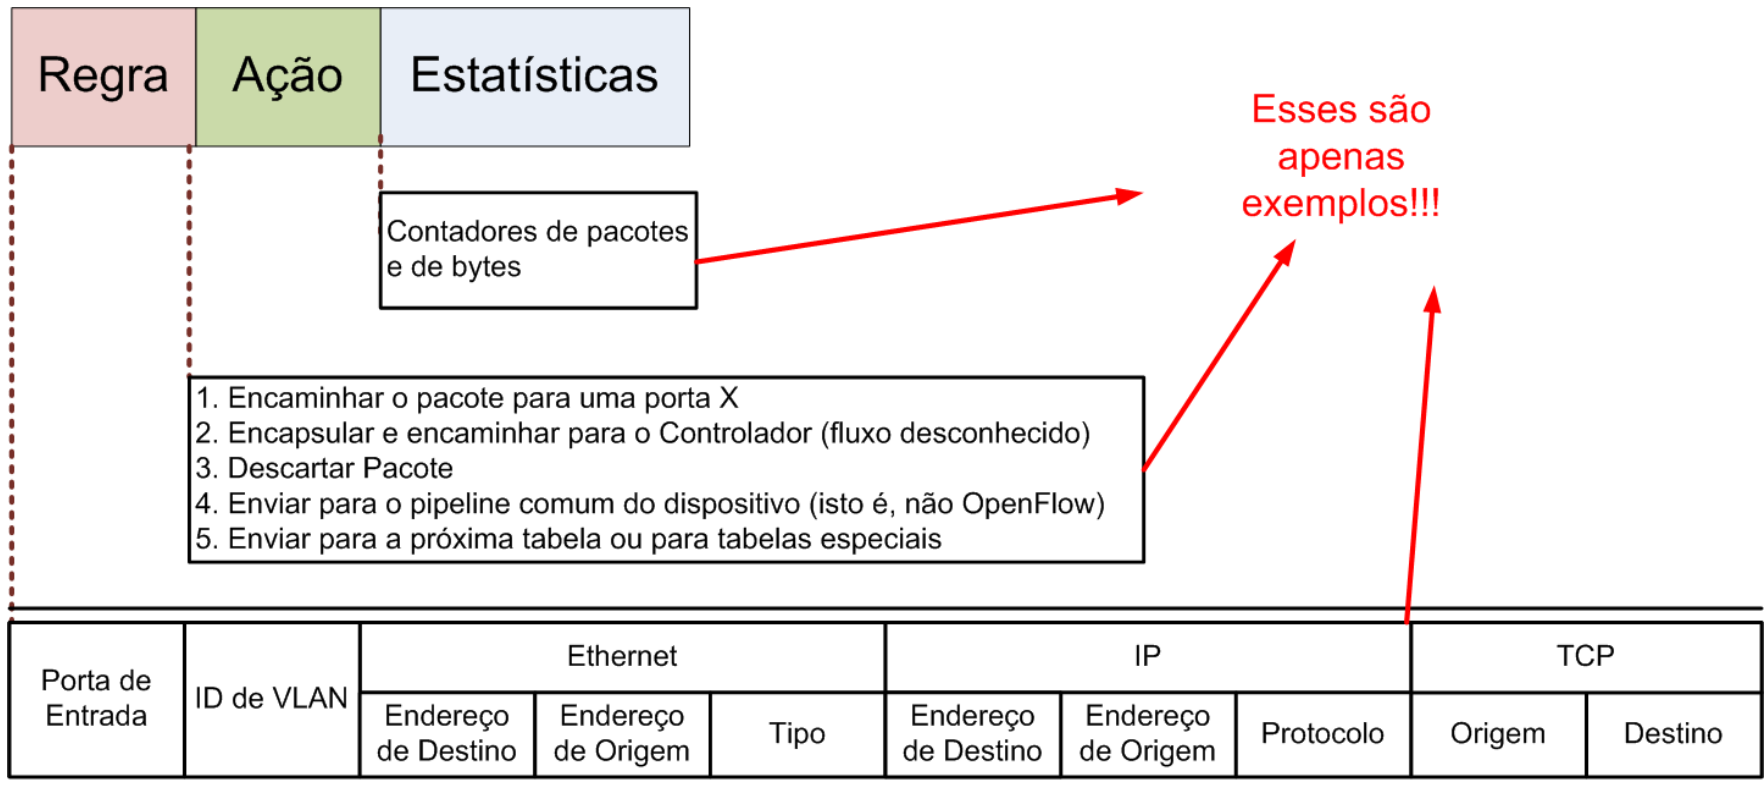 Regra
Ação
Estatísticas
Esses são
apenas
exemplos!!!
Contadores de pacotes
e de bytes
1. Encaminhar o pacote para uma porta X
2. Encapsular e encaminhar para o Controlador (fluxo desconhecido)
3. Descartar Pacote
4. Enviar para o pipeline comum do dispositivo (isto é, não OpenFlow)
5. Enviar para a próxima tabela ou para tabelas especiais
Porta de
Entrada
ID de VLAN
Ethernet
IP
TCP
Endereço
de Destino
Endereço
de Origem
Tipo
Endereço
de Destino
Endereço
de Origem
Protocolo
Origem
Destino